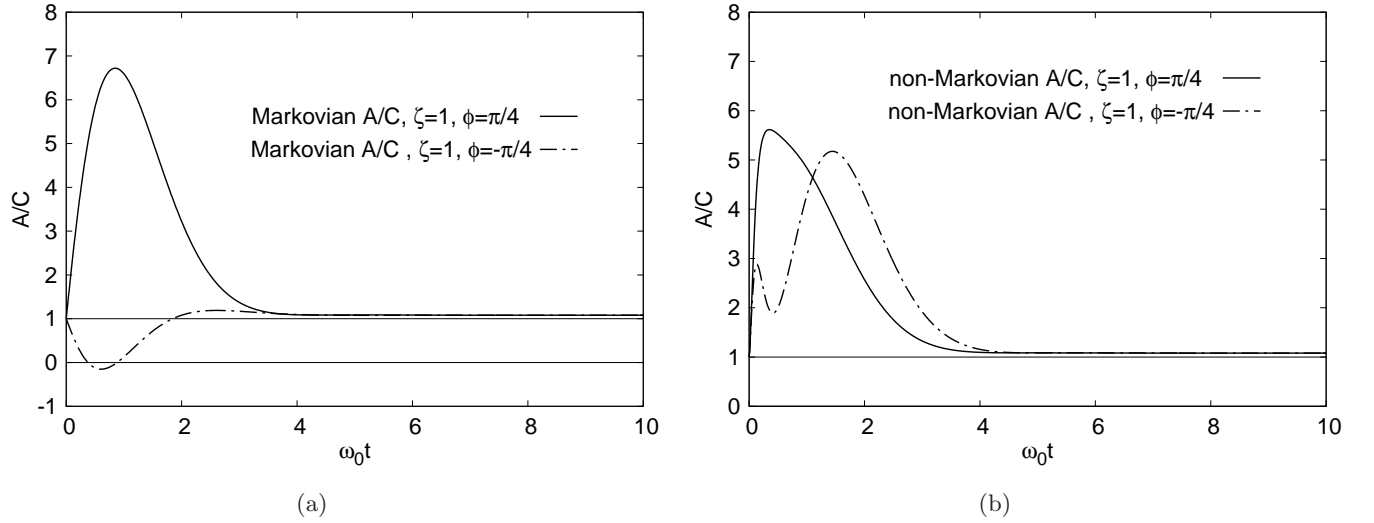 8
7
6
5
4
3
2
1
0
-1
A/C
Markovian A/C, ζ=1, ϕ=π/4
Markovian A/C , ζ=1, ϕ=-π/4
0 2 4 6 8 10
ω₀t
(a)
8
7
6
5
4
3
2
1
0
A/C
non-Markovian A/C, ζ=1, ϕ=π/4
non-Markovian A/C , ζ=1, ϕ=-π/4
0 2 4 6 8 10
ω₀t
(b)